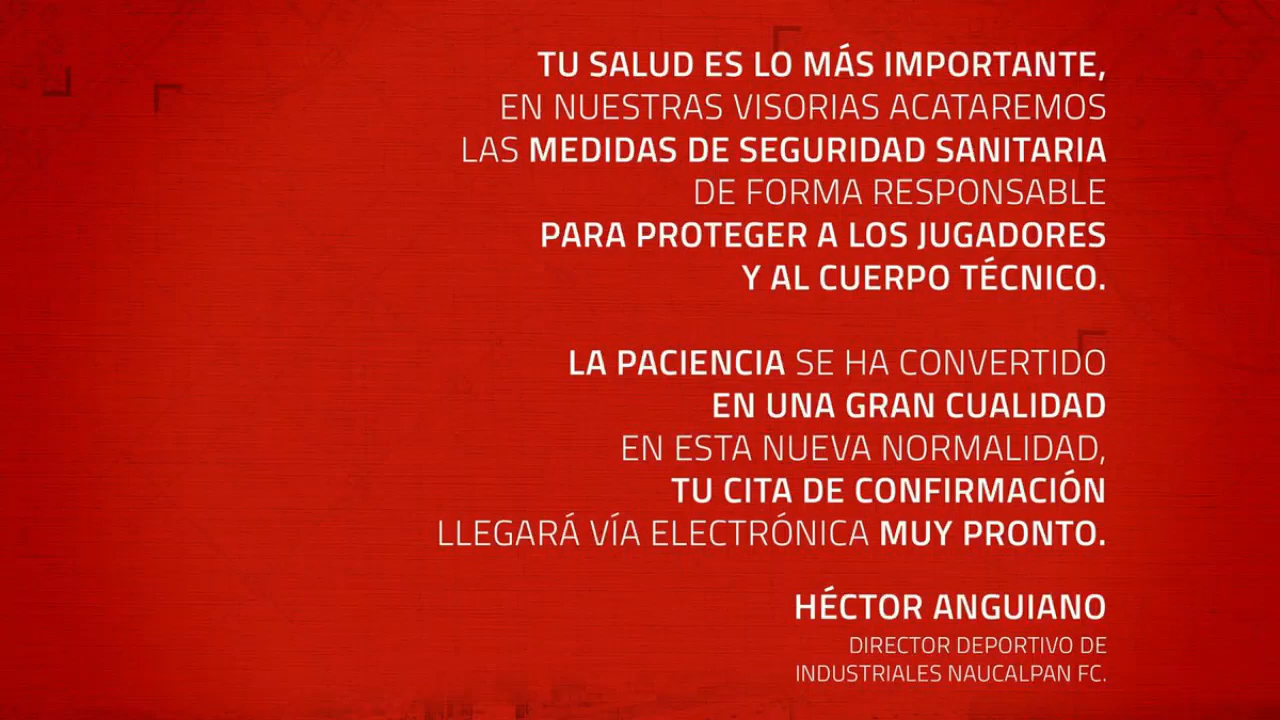 TU SALUD ES LO MÁS IMPORTANTE,
EN NUESTRAS VISORIAS ACATAREMOS
LAS MEDIDAS DE SEGURIDAD SANITARIA
DE FORMA RESPONSABLE
PARA PROTEGER A LOS JUGADORES
Y AL CUERPO TÉCNICO.
LA PACIENCIA SE HA CONVERTIDO
EN UNA GRAN CUALIDAD
EN ESTA NUEVA NORMALIDAD,
TU CITA DE CONFIRMACIÓN
LLEGARÁ VÍA ELECTRÓNICA MUY PRONTO.
HÉCTOR ANGUIANO
DIRECTOR DEPORTIVO DE
INDUSTRIALES NAUCALPAN FC.